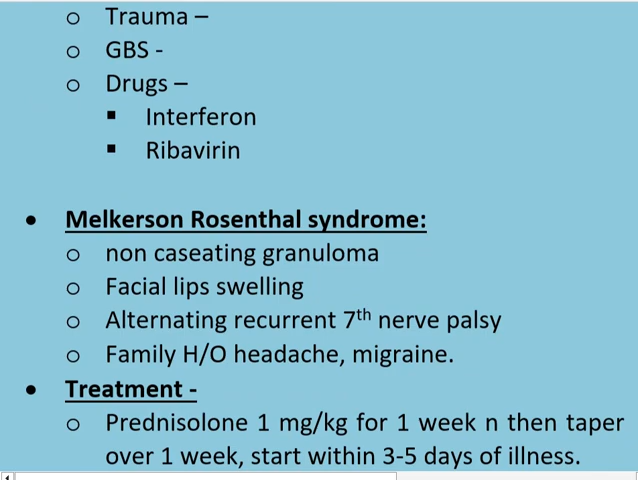 o Trauma –
o GBS -
o Drugs –
▪ Interferon
▪ Ribavirin
• Melkerson Rosenthal syndrome:
o non caseating granuloma
o Facial lips swelling
o Alternating recurrent 7th nerve palsy
o Family H/O headache, migraine.
• Treatment -
o Prednisolone 1 mg/kg for 1 week n then taper
over 1 week, start within 3-5 days of illness.